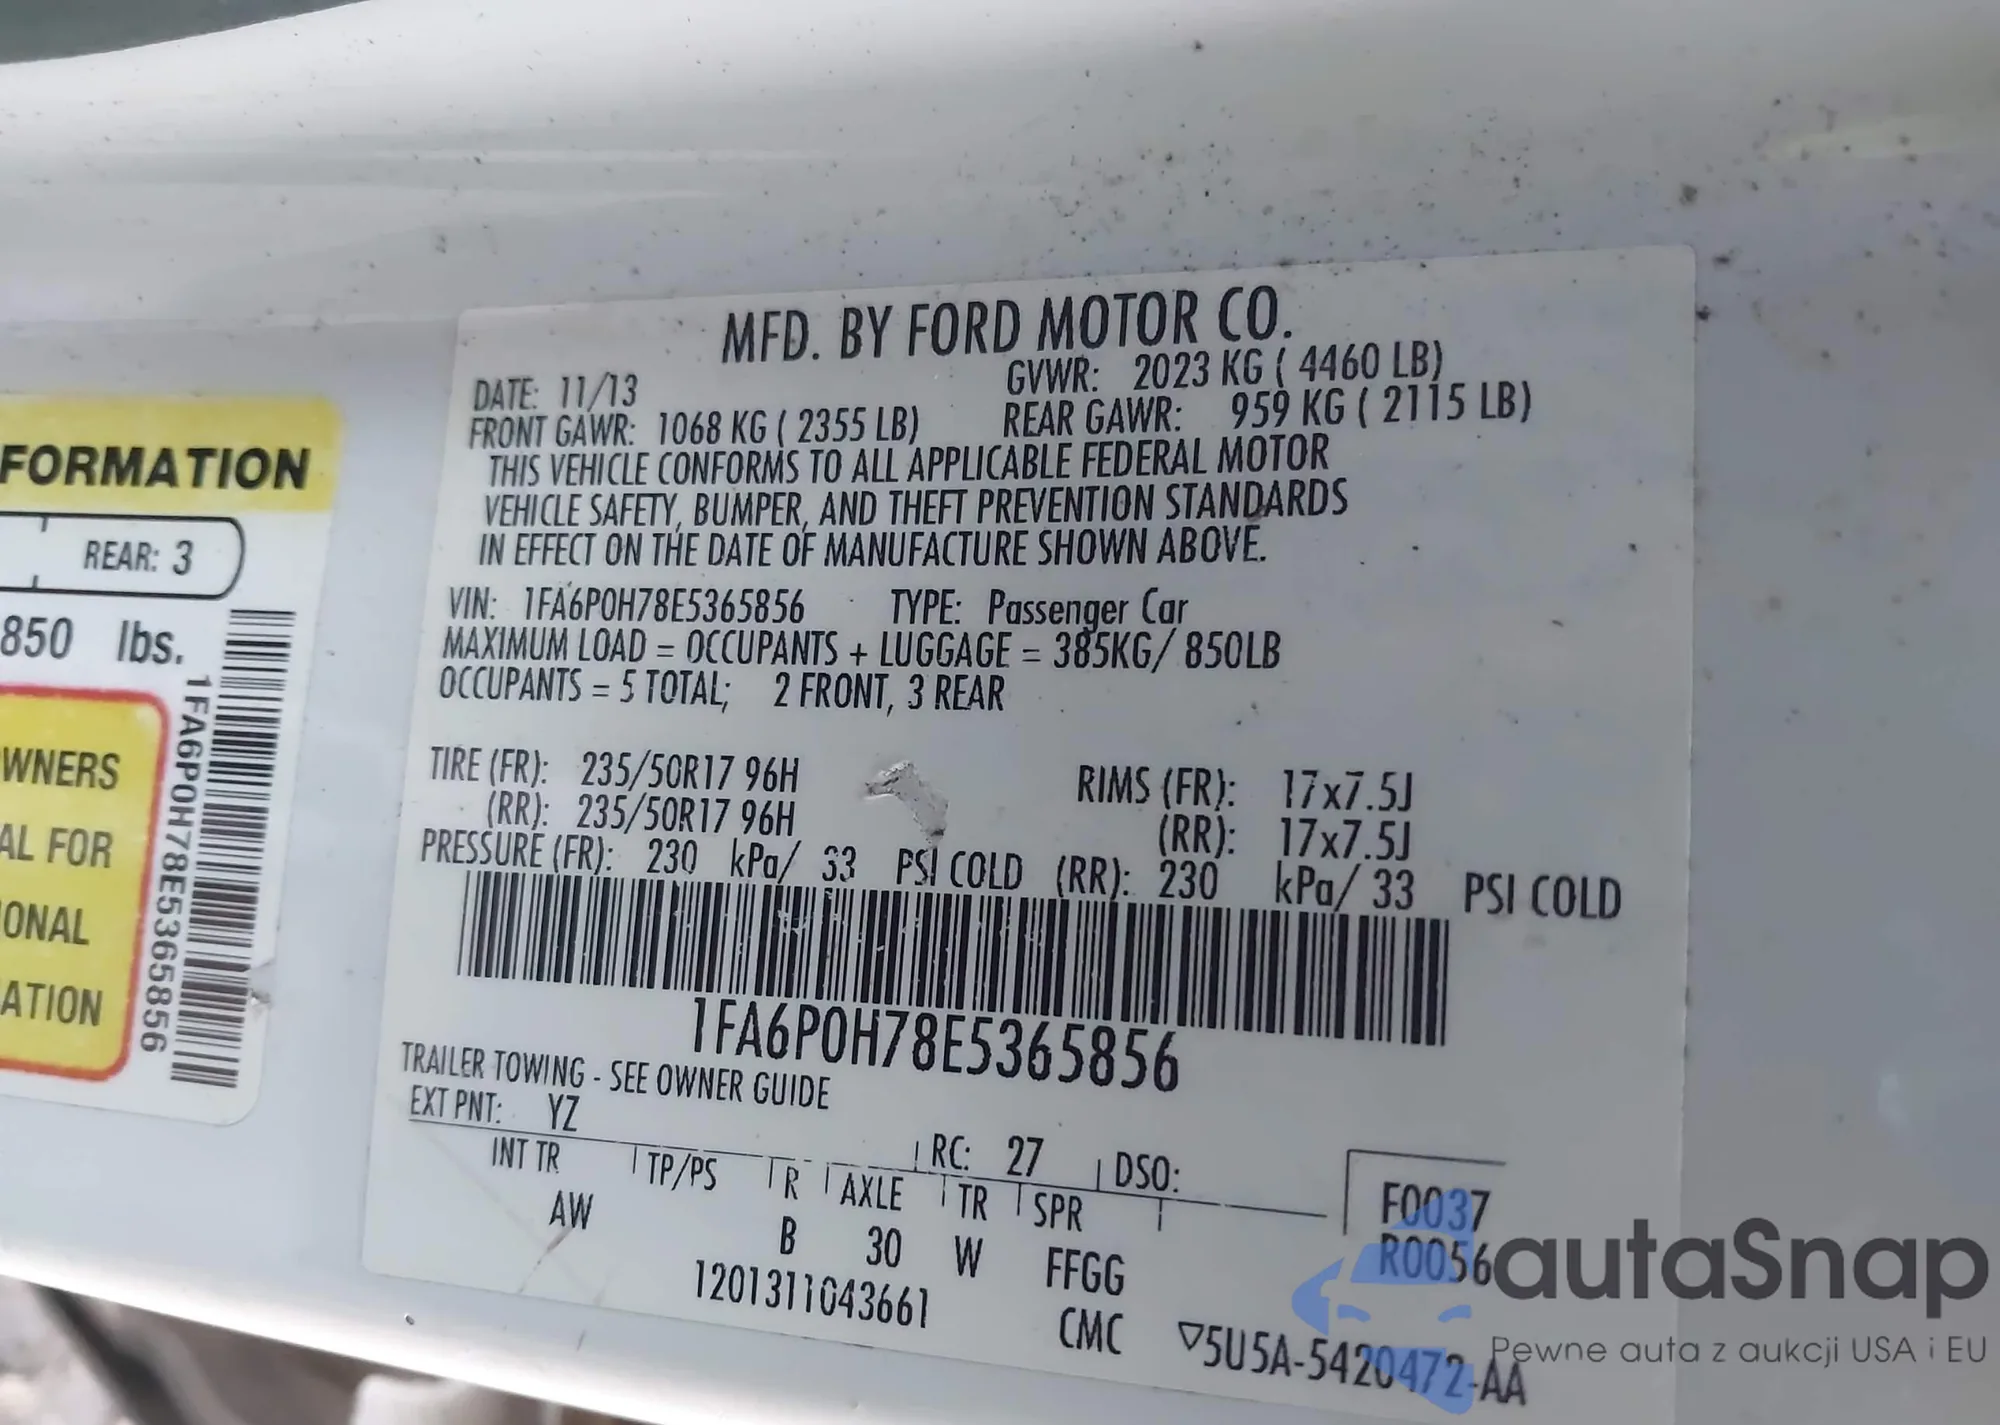 FORMATION
REAR: 3
850 lbs.
WNERS
AL FOR
ONAL
ATION
1FA6P0H78E5365856
MFD. BY FORD MOTOR CO.
DATE: 11/13 GVWR: 2023 KG ( 4460 LB)
FRONT GAWR: 1068 KG ( 2355 LB) REAR GAWR: 959 KG ( 2115 LB)
THIS VEHICLE CONFORMS TO ALL APPLICABLE FEDERAL MOTOR
VEHICLE SAFETY, BUMPER, AND THEFT PREVENTION STANDARDS
IN EFFECT ON THE DATE OF MANUFACTURE SHOWN ABOVE.
VIN: 1FA6P0H78E5365856 TYPE: Passenger Car
MAXIMUM LOAD = OCCUPANTS + LUGGAGE = 385KG/ 850LB
OCCUPANTS = 5 TOTAL; 2 FRONT, 3 REAR
TIRE (FR): 235/50R17 96H RIMS (FR): 17x7.5J
(RR): 235/50R17 96H (RR): 17x7.5J
PRESSURE (FR): 230 kPa/ 33 PSI COLD (RR): 230 kPa/ 33 PSI COLD
1FA6P0H78E5365856
TRAILER TOWING - SEE OWNER GUIDE
EXT PNT: YZ RC: 27 DSO:
INT TR TP/PS R AXLE TR SPR F0037
AW B 30 W FFGG R0056
1201311043661 CMC ▽5U5A-5420472-AA
autaSnap
Pewne auta z aukcji USA i EU